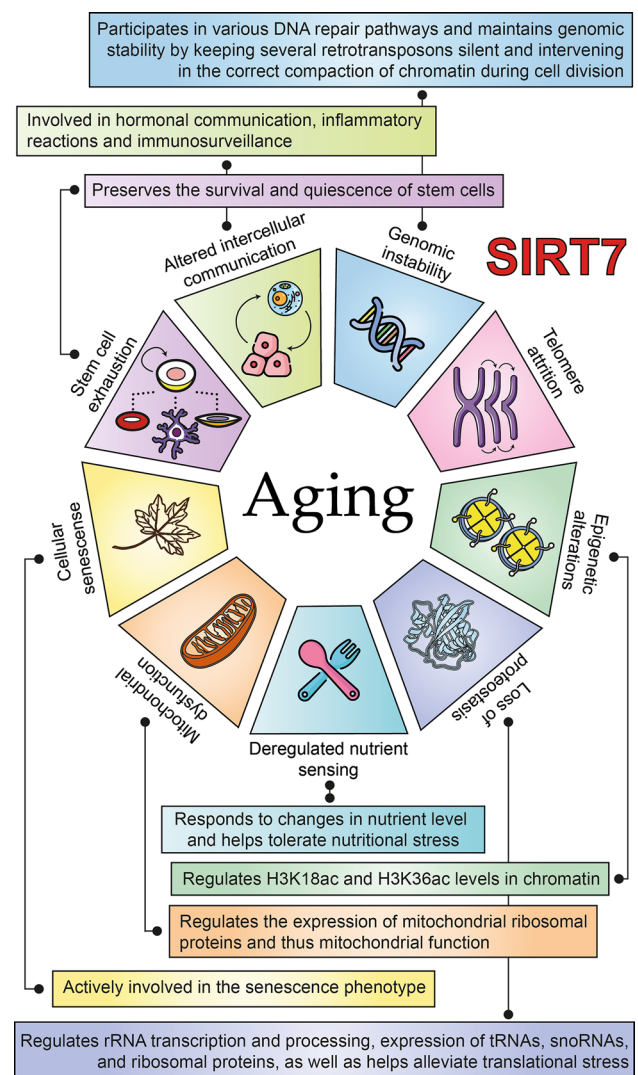 Participates in various DNA repair pathways and maintains genomic
stability by keeping several retrotransposons silent and intervening
in the correct compaction of chromatin during cell division
Involved in hormonal communication, inflammatory
reactions and immunosurveillance
Preserves the survival and quiescence of stem cells
SIRT7
Altered intercellular
communication
Genomic
instability
Stem cell
exhaustion
Telomere
attrition
Aging
Cellular
senescense
Epigenetic
alterations
Mitochondrial
dysfunction
Loss of
proteostasis
Deregulated nutrient
sensing
Responds to changes in nutrient level
and helps tolerate nutritional stress
Regulates H3K18ac and H3K36ac levels in chromatin
Regulates the expression of mitochondrial ribosomal
proteins and thus mitochondrial function
Actively involved in the senescence phenotype
Regulates rRNA transcription and processing, expression of tRNAs, snoRNAs,
and ribosomal proteins, as well as helps alleviate translational stress